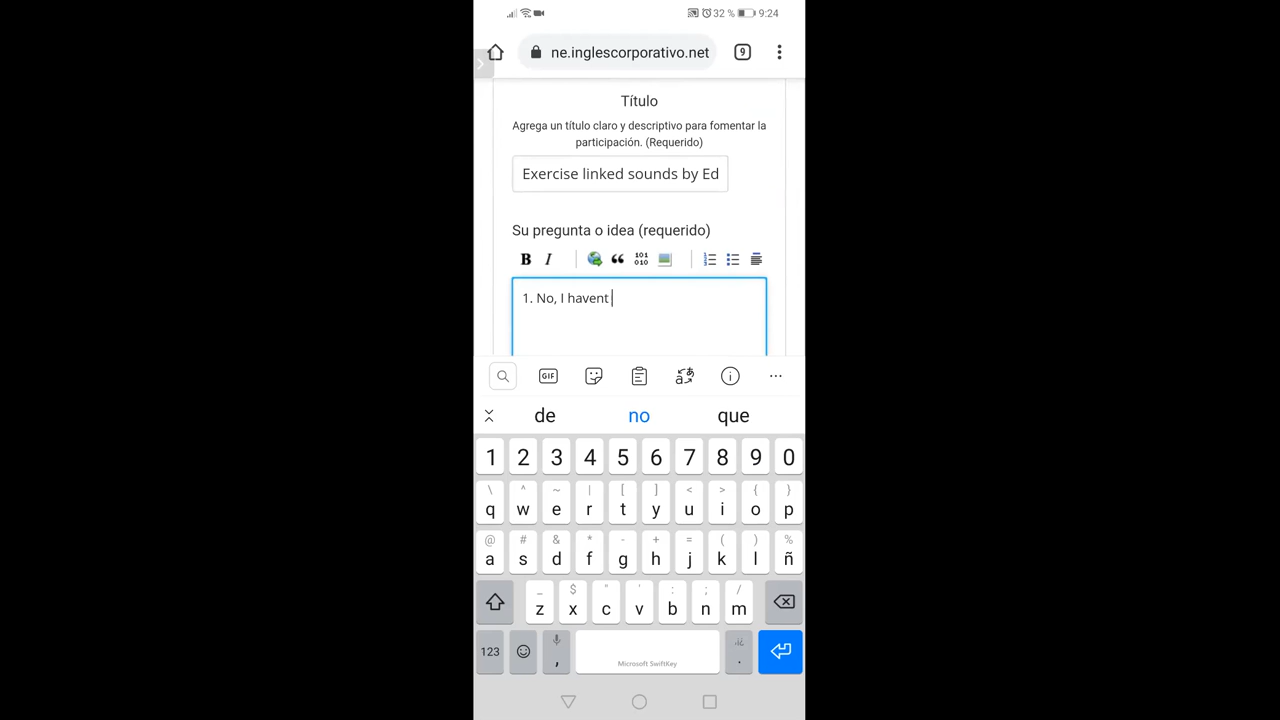 32 % 9:24
ne.inglescorporativo.net 9
Título
Agrega un título claro y descriptivo para fomentar la
participación. (Requerido)
Exercise linked sounds by Ed
Su pregunta o idea (requerido)
B I 101 010
1. No, I havent
GIF
de no que
1 2 3 4 5 6 7 8 9 0
\ ^ ~ | [ ] < > { }
q w e r t y u i o p
@ # & * - + = ( ) %
a s d f g h j k l ñ
_ $ " ' : ; /
z x c v b n m
123 , Microsoft SwiftKey .